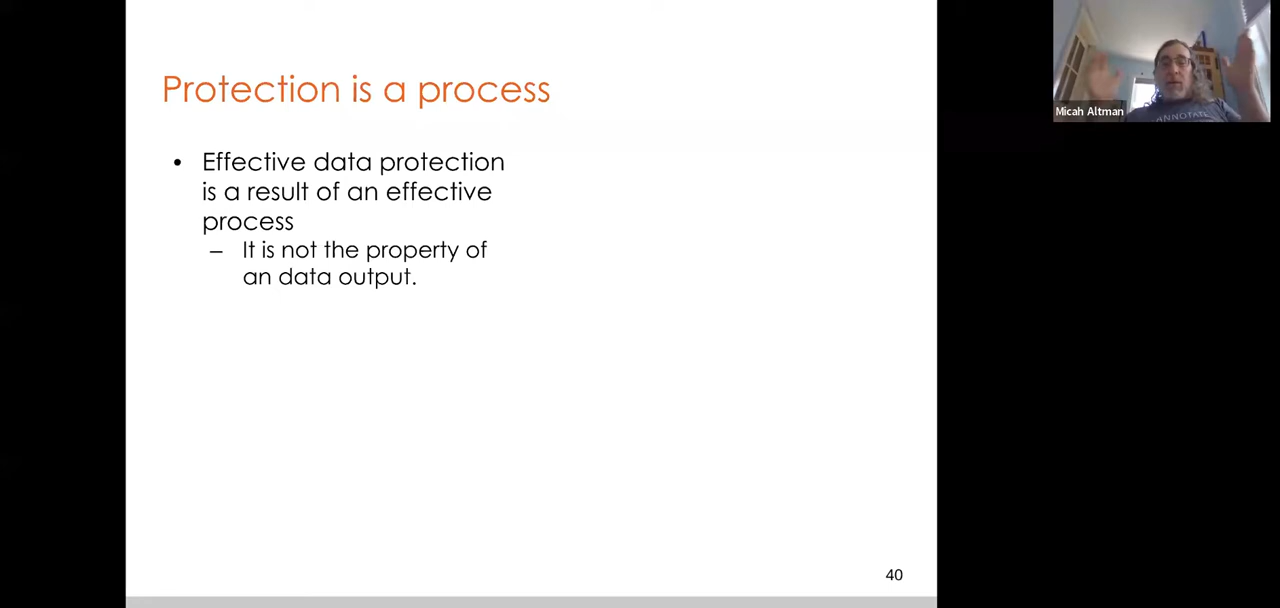 Protection is a process
• Effective data protection
is a result of an effective
process
– It is not the property of
an data output.
40
Micah Altman
ANNOTATE